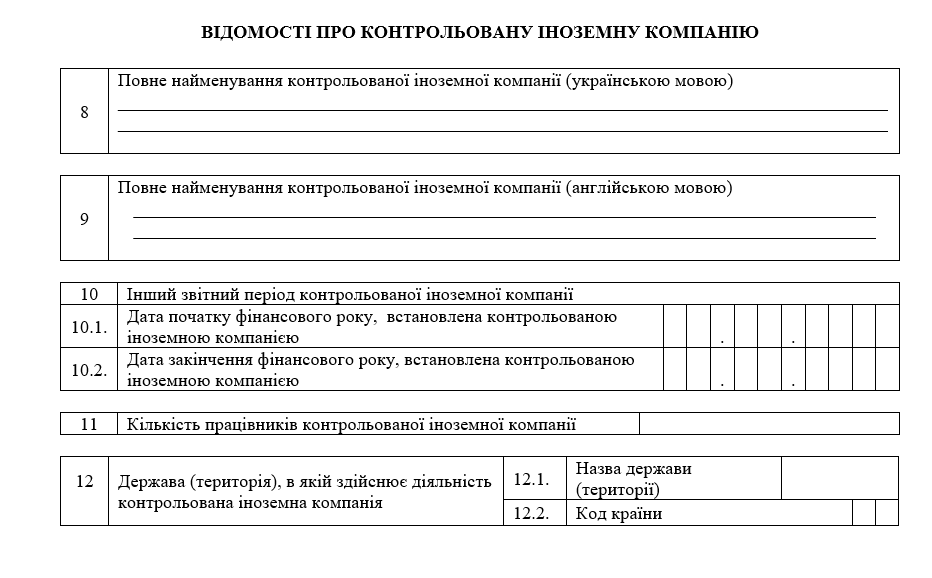 ВІДОМОСТІ ПРО КОНТРОЛЬОВАНУ ІНОЗЕМНУ КОМПАНІЮ
8
Повне найменування контрольованої іноземної компанії (українською мовою)
9
Повне найменування контрольованої іноземної компанії (англійською мовою)
10 Інший звітний період контрольованої іноземної компанії
10.1. Дата початку фінансового року, встановлена контрольованою
іноземною компанією . .
10.2. Дата закінчення фінансового року, встановлена контрольованою
іноземною компанією . .
11 Кількість працівників контрольованої іноземної компанії
12 Держава (територія), в якій здійснює діяльність
контрольована іноземна компанія
12.1. Назва держави
(території)
12.2. Код країни